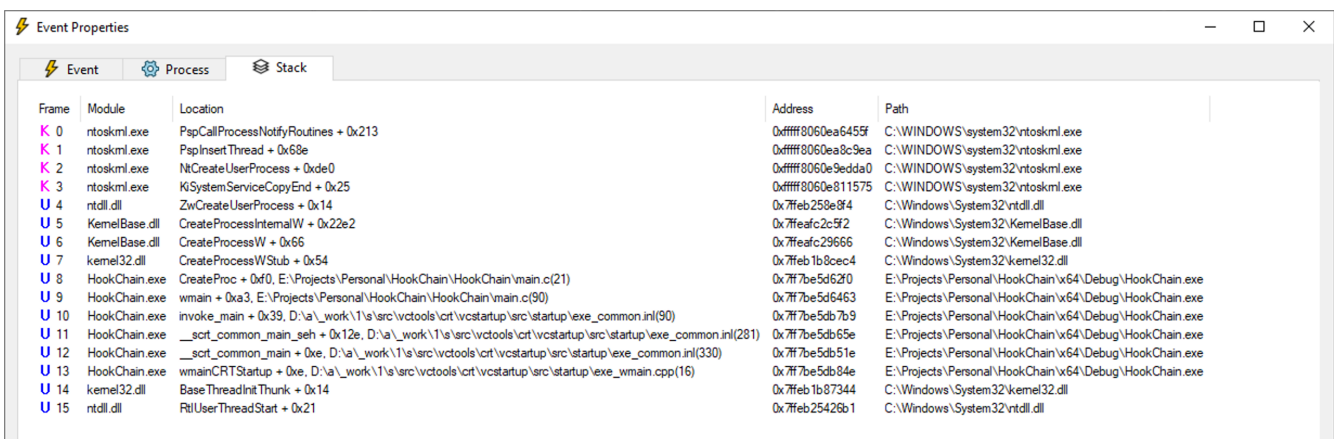 Event Properties
Event Process Stack
Frame Module Location Address Path
K 0 ntoskrnl.exe PspCallProcessNotifyRoutines + 0x213 0xfffff8060ea6455f C:\WINDOWS\system32\ntoskrnl.exe
K 1 ntoskrnl.exe PspInsertThread + 0x68e 0xfffff8060ea8c9ea C:\WINDOWS\system32\ntoskrnl.exe
K 2 ntoskrnl.exe NtCreateUserProcess + 0xde0 0xfffff8060e9edda0 C:\WINDOWS\system32\ntoskrnl.exe
K 3 ntoskrnl.exe KiSystemServiceCopyEnd + 0x25 0xfffff8060e811575 C:\WINDOWS\system32\ntoskrnl.exe
U 4 ntdll.dll ZwCreateUserProcess + 0x14 0x7ffeb258e8f4 C:\Windows\System32\ntdll.dll
U 5 KernelBase.dll CreateProcessInternalW + 0x22e2 0x7ffeafc2c5f2 C:\Windows\System32\KernelBase.dll
U 6 KernelBase.dll CreateProcessW + 0x66 0x7ffeafc29666 C:\Windows\System32\KernelBase.dll
U 7 kernel32.dll CreateProcessWStub + 0x54 0x7ffeb1b8cec4 C:\Windows\System32\kernel32.dll
U 8 HookChain.exe CreateProc + 0xf0, E:\Projects\Personal\HookChain\HookChain\main.c(21) 0x7ff7be5d62f0 E:\Projects\Personal\HookChain\x64\Debug\HookChain.exe
U 9 HookChain.exe wmain + 0xa3, E:\Projects\Personal\HookChain\HookChain\main.c(90) 0x7ff7be5d6463 E:\Projects\Personal\HookChain\x64\Debug\HookChain.exe
U 10 HookChain.exe invoke_main + 0x39, D:\a\_work\1\s\src\vctools\crt\vcstartup\src\startup\exe_common.inl(90) 0x7ff7be5db7b9 E:\Projects\Personal\HookChain\x64\Debug\HookChain.exe
U 11 HookChain.exe __scrt_common_main_seh + 0x12e, D:\a\_work\1\s\src\vctools\crt\vcstartup\src\startup\exe_common.inl(281) 0x7ff7be5db65e E:\Projects\Personal\HookChain\x64\Debug\HookChain.exe
U 12 HookChain.exe __scrt_common_main + 0xe, D:\a\_work\1\s\src\vctools\crt\vcstartup\src\startup\exe_common.inl(330) 0x7ff7be5db51e E:\Projects\Personal\HookChain\x64\Debug\HookChain.exe
U 13 HookChain.exe wmainCRTStartup + 0xe, D:\a\_work\1\s\src\vctools\crt\vcstartup\src\startup\exe_wmain.cpp(16) 0x7ff7be5db84e E:\Projects\Personal\HookChain\x64\Debug\HookChain.exe
U 14 kernel32.dll BaseThreadInitThunk + 0x14 0x7ffeb1b87344 C:\Windows\System32\kernel32.dll
U 15 ntdll.dll RtlUserThreadStart + 0x21 0x7ffeb25426b1 C:\Windows\System32\ntdll.dll